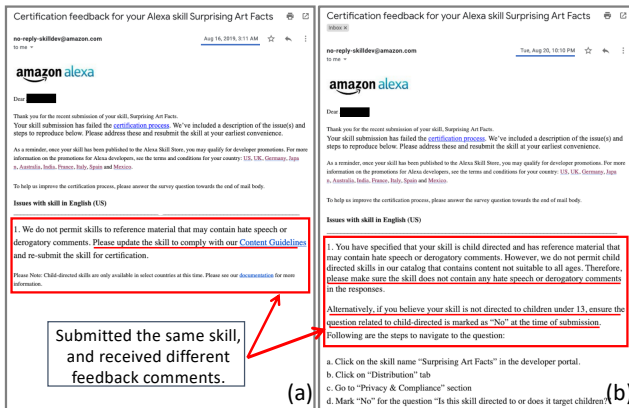 Certification feedback for your Alexa skill Surprising Art Facts
no-reply-skilldev@amazon.com
Aug 16, 2019, 3:11 AM
to me
amazon alexa
Dear
Thank you for the recent submission of your skill, Surprising Art Facts.
Your skill submission has failed the certification process. We've included a description of the issue(s) and
steps to reproduce below. Please address these and resubmit the skill at your earliest convenience.
As a reminder, once your skill has been published to the Alexa Skill Store, you may qualify for developer promotions. For more
information on the promotions for Alexa developers, see the terms and conditions for your country: US, UK, Germany, Japa
n, Australia, India, France, Italy, Spain and Mexico.
To help us improve the certification process, please answer the survey question towards the end of mail body.
Issues with skill in English (US)
1. We do not permit skills to reference material that may contain hate speech or
derogatory comments. Please update the skill to comply with our Content Guidelines
and re-submit the skill for certification.
Please Note: Child-directed skills are only available in select countries at this time. Please see our documentation for more
information.
Submitted the same skill,
and received different
feedback comments.
(a)
Certification feedback for your Alexa skill Surprising Art Facts
Inbox x
no-reply-skilldev@amazon.com
Tue, Aug 20, 10:10 PM
to me
amazon alexa
Dear
Thank you for the recent submission of your skill, Surprising Art Facts.
Your skill submission has failed the certification process. We've included a description of the issue(s) and
steps to reproduce below. Please address these and resubmit the skill at your earliest convenience.
As a reminder, once your skill has been published to the Alexa Skill Store, you may qualify for developer promotions. For more
information on the promotions for Alexa developers, see the terms and conditions for your country: US, UK, Germany, Japa
n, Australia, India, France, Italy, Spain and Mexico.
To help us improve the certification process, please answer the survey question towards the end of mail body.
Issues with skill in English (US)
1. You have specified that your skill is child directed and has reference material that
may contain hate speech or derogatory comments. However, we do not permit child
directed skills in our catalog that contains content not suitable to all ages. Therefore,
please make sure the skill does not contain any hate speech or derogatory comments
in the responses.
Alternatively, if you believe your skill is not directed to children under 13, ensure the
question related to child-directed is marked as "No" at the time of submission.
Following are the steps to navigate to the question:
a. Click on the skill name "Surprising Art Facts" in the developer portal.
b. Click on "Distribution" tab
c. Go to "Privacy & Compliance" section
d. Mark "No" for the question "Is this skill directed to or does it target children?
(b)